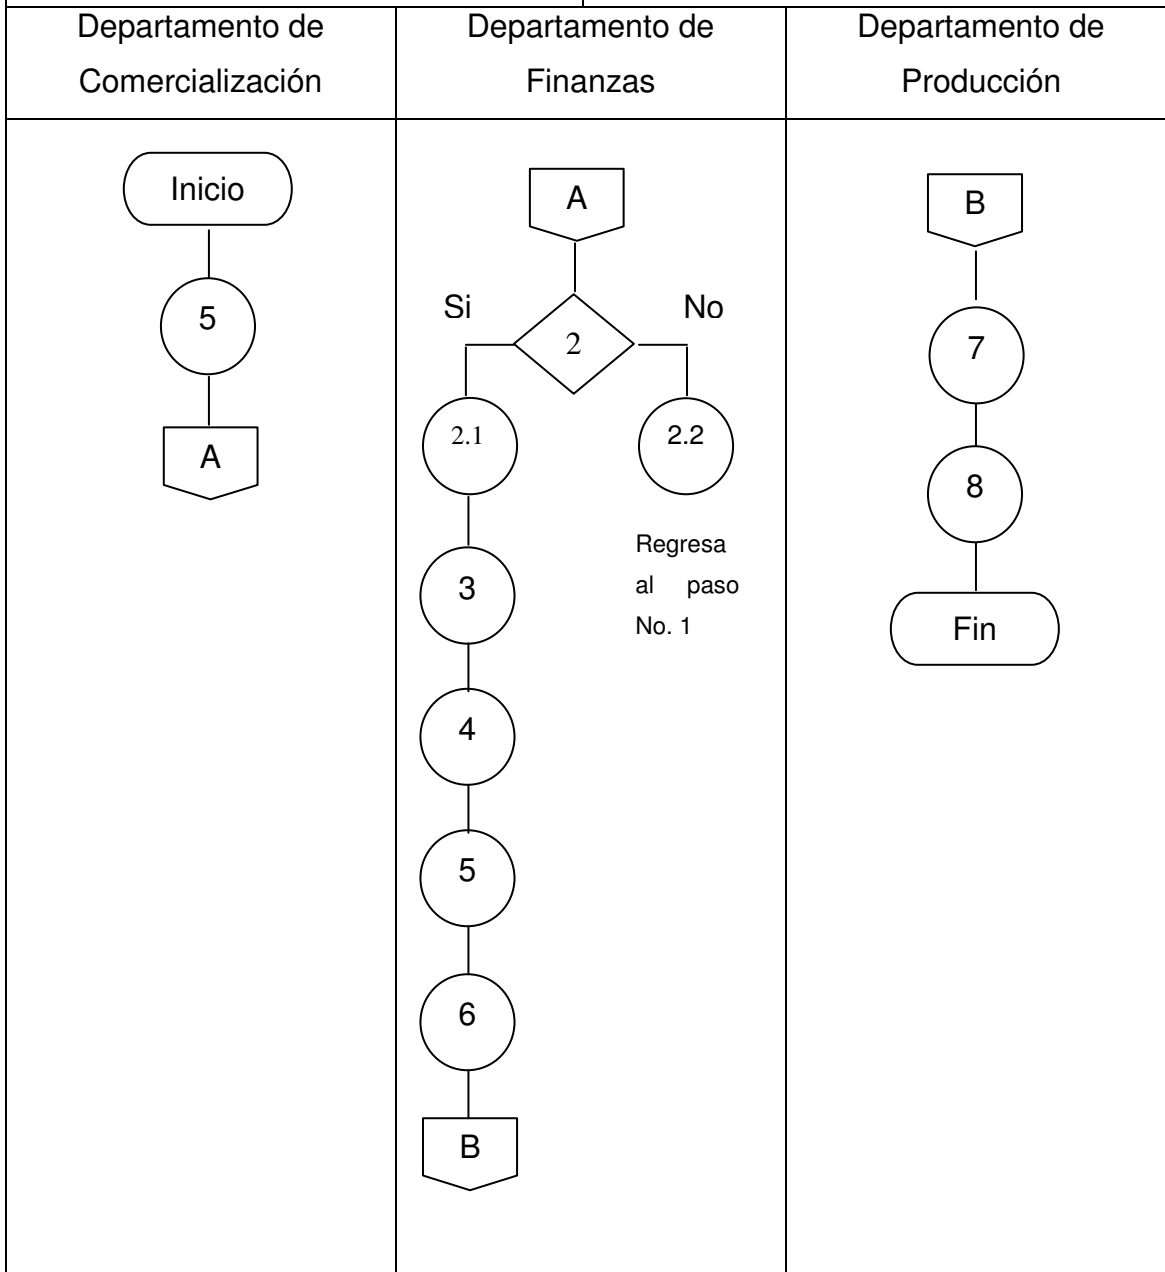 Departamento de
Comercialización
Departamento de
Finanzas
Departamento de
Producción
Inicio
5
A
A
Si
No
2
2.1
2.2
Regresa
al paso
No. 1
3
4
5
6
B
B
7
8
Fin